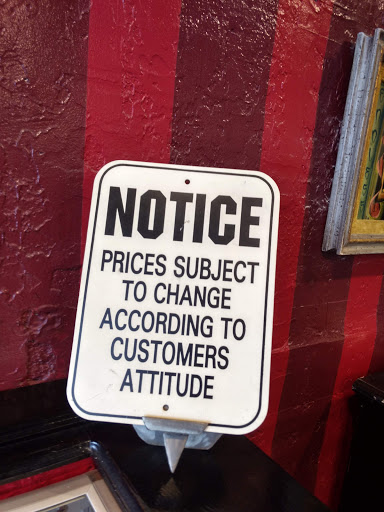 NOTICE
PRICES SUBJECT
TO CHANGE
ACCORDING TO
CUSTOMERS
ATTITUDE